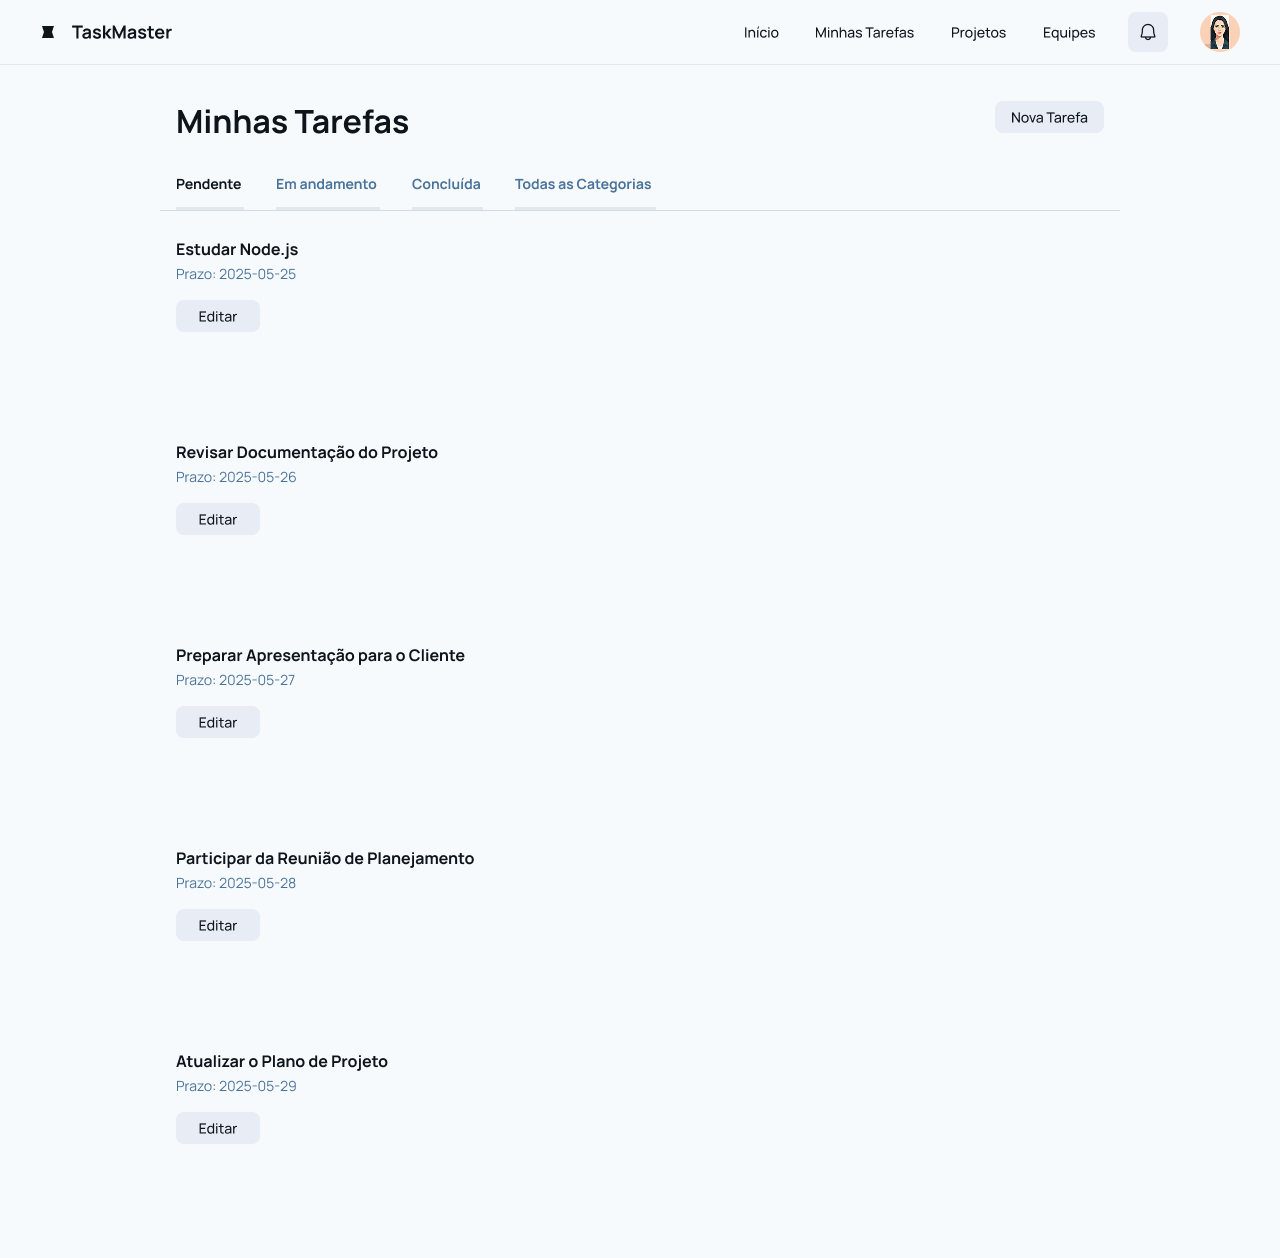 TaskMaster
Início
Minhas Tarefas
Projetos
Equipes
Minhas Tarefas
Nova Tarefa
Pendente
Em andamento
Concluída
Todas as Categorias
Estudar Node.js
Prazo: 2025-05-25
Editar
Revisar Documentação do Projeto
Prazo: 2025-05-26
Editar
Preparar Apresentação para o Cliente
Prazo: 2025-05-27
Editar
Participar da Reunião de Planejamento
Prazo: 2025-05-28
Editar
Atualizar o Plano de Projeto
Prazo: 2025-05-29
Editar